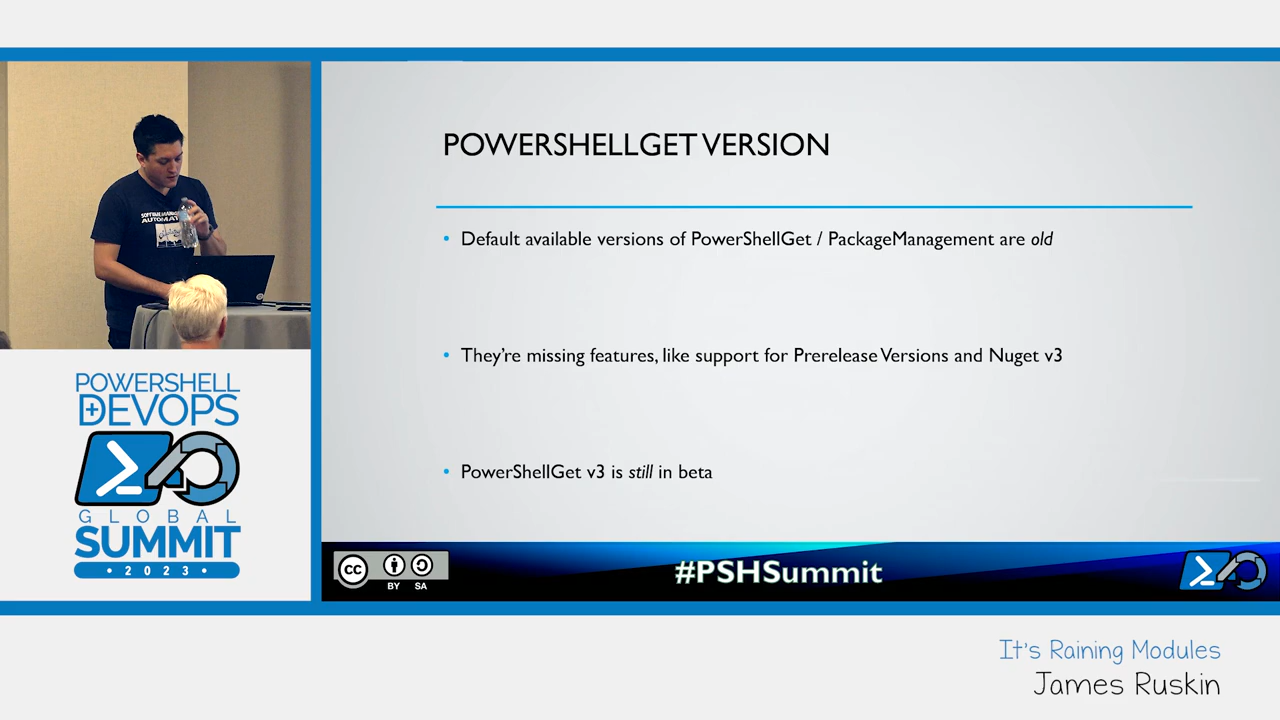 POWERSHELLGET VERSION
• Default available versions of PowerShellGet / PackageManagement are old
• They're missing features, like support for Prerelease Versions and Nuget v3
• PowerShellGet v3 is still in beta
POWERSHELL
+DEVOPS
GLOBAL
SUMMIT
• 2023 •
cc
BY SA
#PSHSummit
It's Raining Modules
James Ruskin